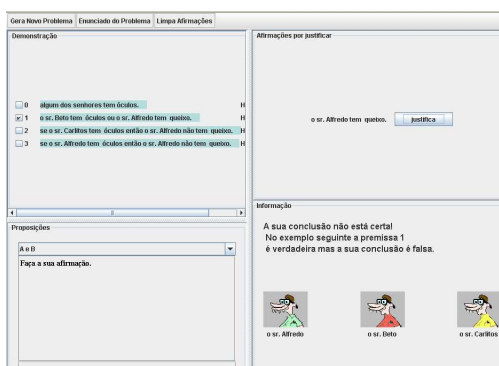 Gera Novo Problema Enunciado do Problema Limpa Afirmações
Demonstração
0 algum dos senhores tem óculos. H
1 o sr. Beto tem óculos ou o sr. Alfredo tem queixo. H
2 se o sr. Carlitos tem óculos então o sr. Alfredo não tem queixo. H
3 se o sr. Alfredo tem óculos então o sr. Alfredo não tem queixo. H
Proposições
A e B
Faça a sua afirmação.
Afirmações por justificar
o sr. Alfredo tem queixo. justifica
Informação
A sua conclusão não está certa!
No exemplo seguinte a premissa 1
é verdadeira mas a sua conclusão é falsa.
o sr. Alfredo o sr. Beto o sr. Carlitos